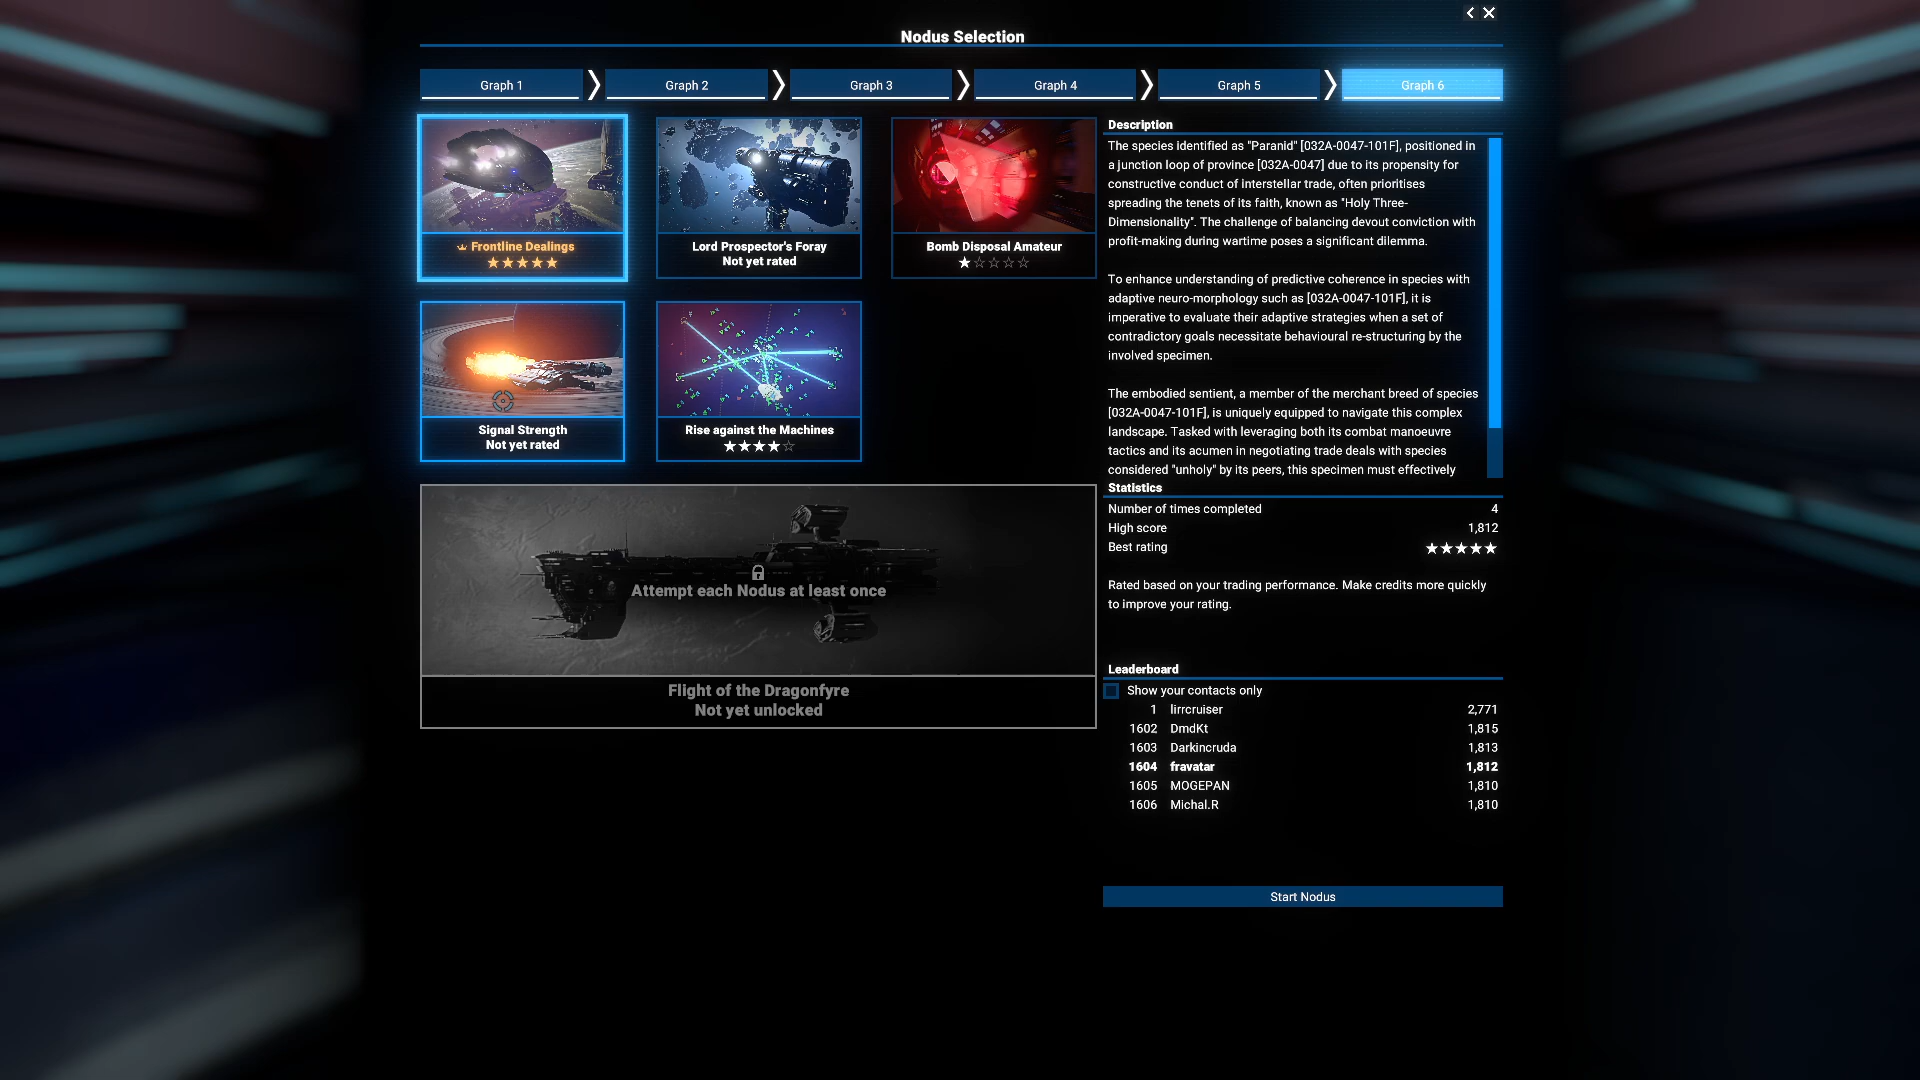 Nodus Selection
Graph 1
Graph 2
Graph 3
Graph 4
Graph 5
Graph 6
Frontline Dealings
Lord Prospector's Foray
Not yet rated
Bomb Disposal Amateur
Signal Strength
Not yet rated
Rise against the Machines
Attempt each Nodus at least once
Flight of the Dragonfyre
Not yet unlocked
Description
The species identified as "Paranid" [032A-0047-101F], positioned in
a junction loop of province [032A-0047] due to its propensity for
constructive conduct of interstellar trade, often prioritises
spreading the tenets of its faith, known as "Holy Three-
Dimensionality". The challenge of balancing devout conviction with
profit-making during wartime poses a significant dilemma.
To enhance understanding of predictive coherence in species with
adaptive neuro-morphology such as [032A-0047-101F], it is
imperative to evaluate their adaptive strategies when a set of
contradictory goals necessitate behavioural re-structuring by the
involved specimen.
The embodied sentient, a member of the merchant breed of species
[032A-0047-101F], is uniquely equipped to navigate this complex
landscape. Tasked with leveraging both its combat manoeuvre
tactics and its acumen in negotiating trade deals with species
considered "unholy" by its peers, this specimen must effectively
Statistics
Number of times completed 4
High score 1,812
Best rating ★★★★★
Rated based on your trading performance. Make credits more quickly
to improve your rating.
Leaderboard
Show your contacts only
1 lirrcruiser 2,771
1602 DmdKt 1,815
1603 Darkincruda 1,813
1604 fravatar 1,812
1605 MOGEPAN 1,810
1606 Michal.R 1,810
Start Nodus